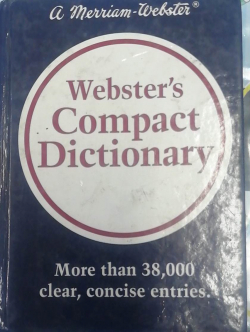 a Merriam-Webster®
Webster's
Compact
Dictionary
More than 38,000
clear, concise entries.